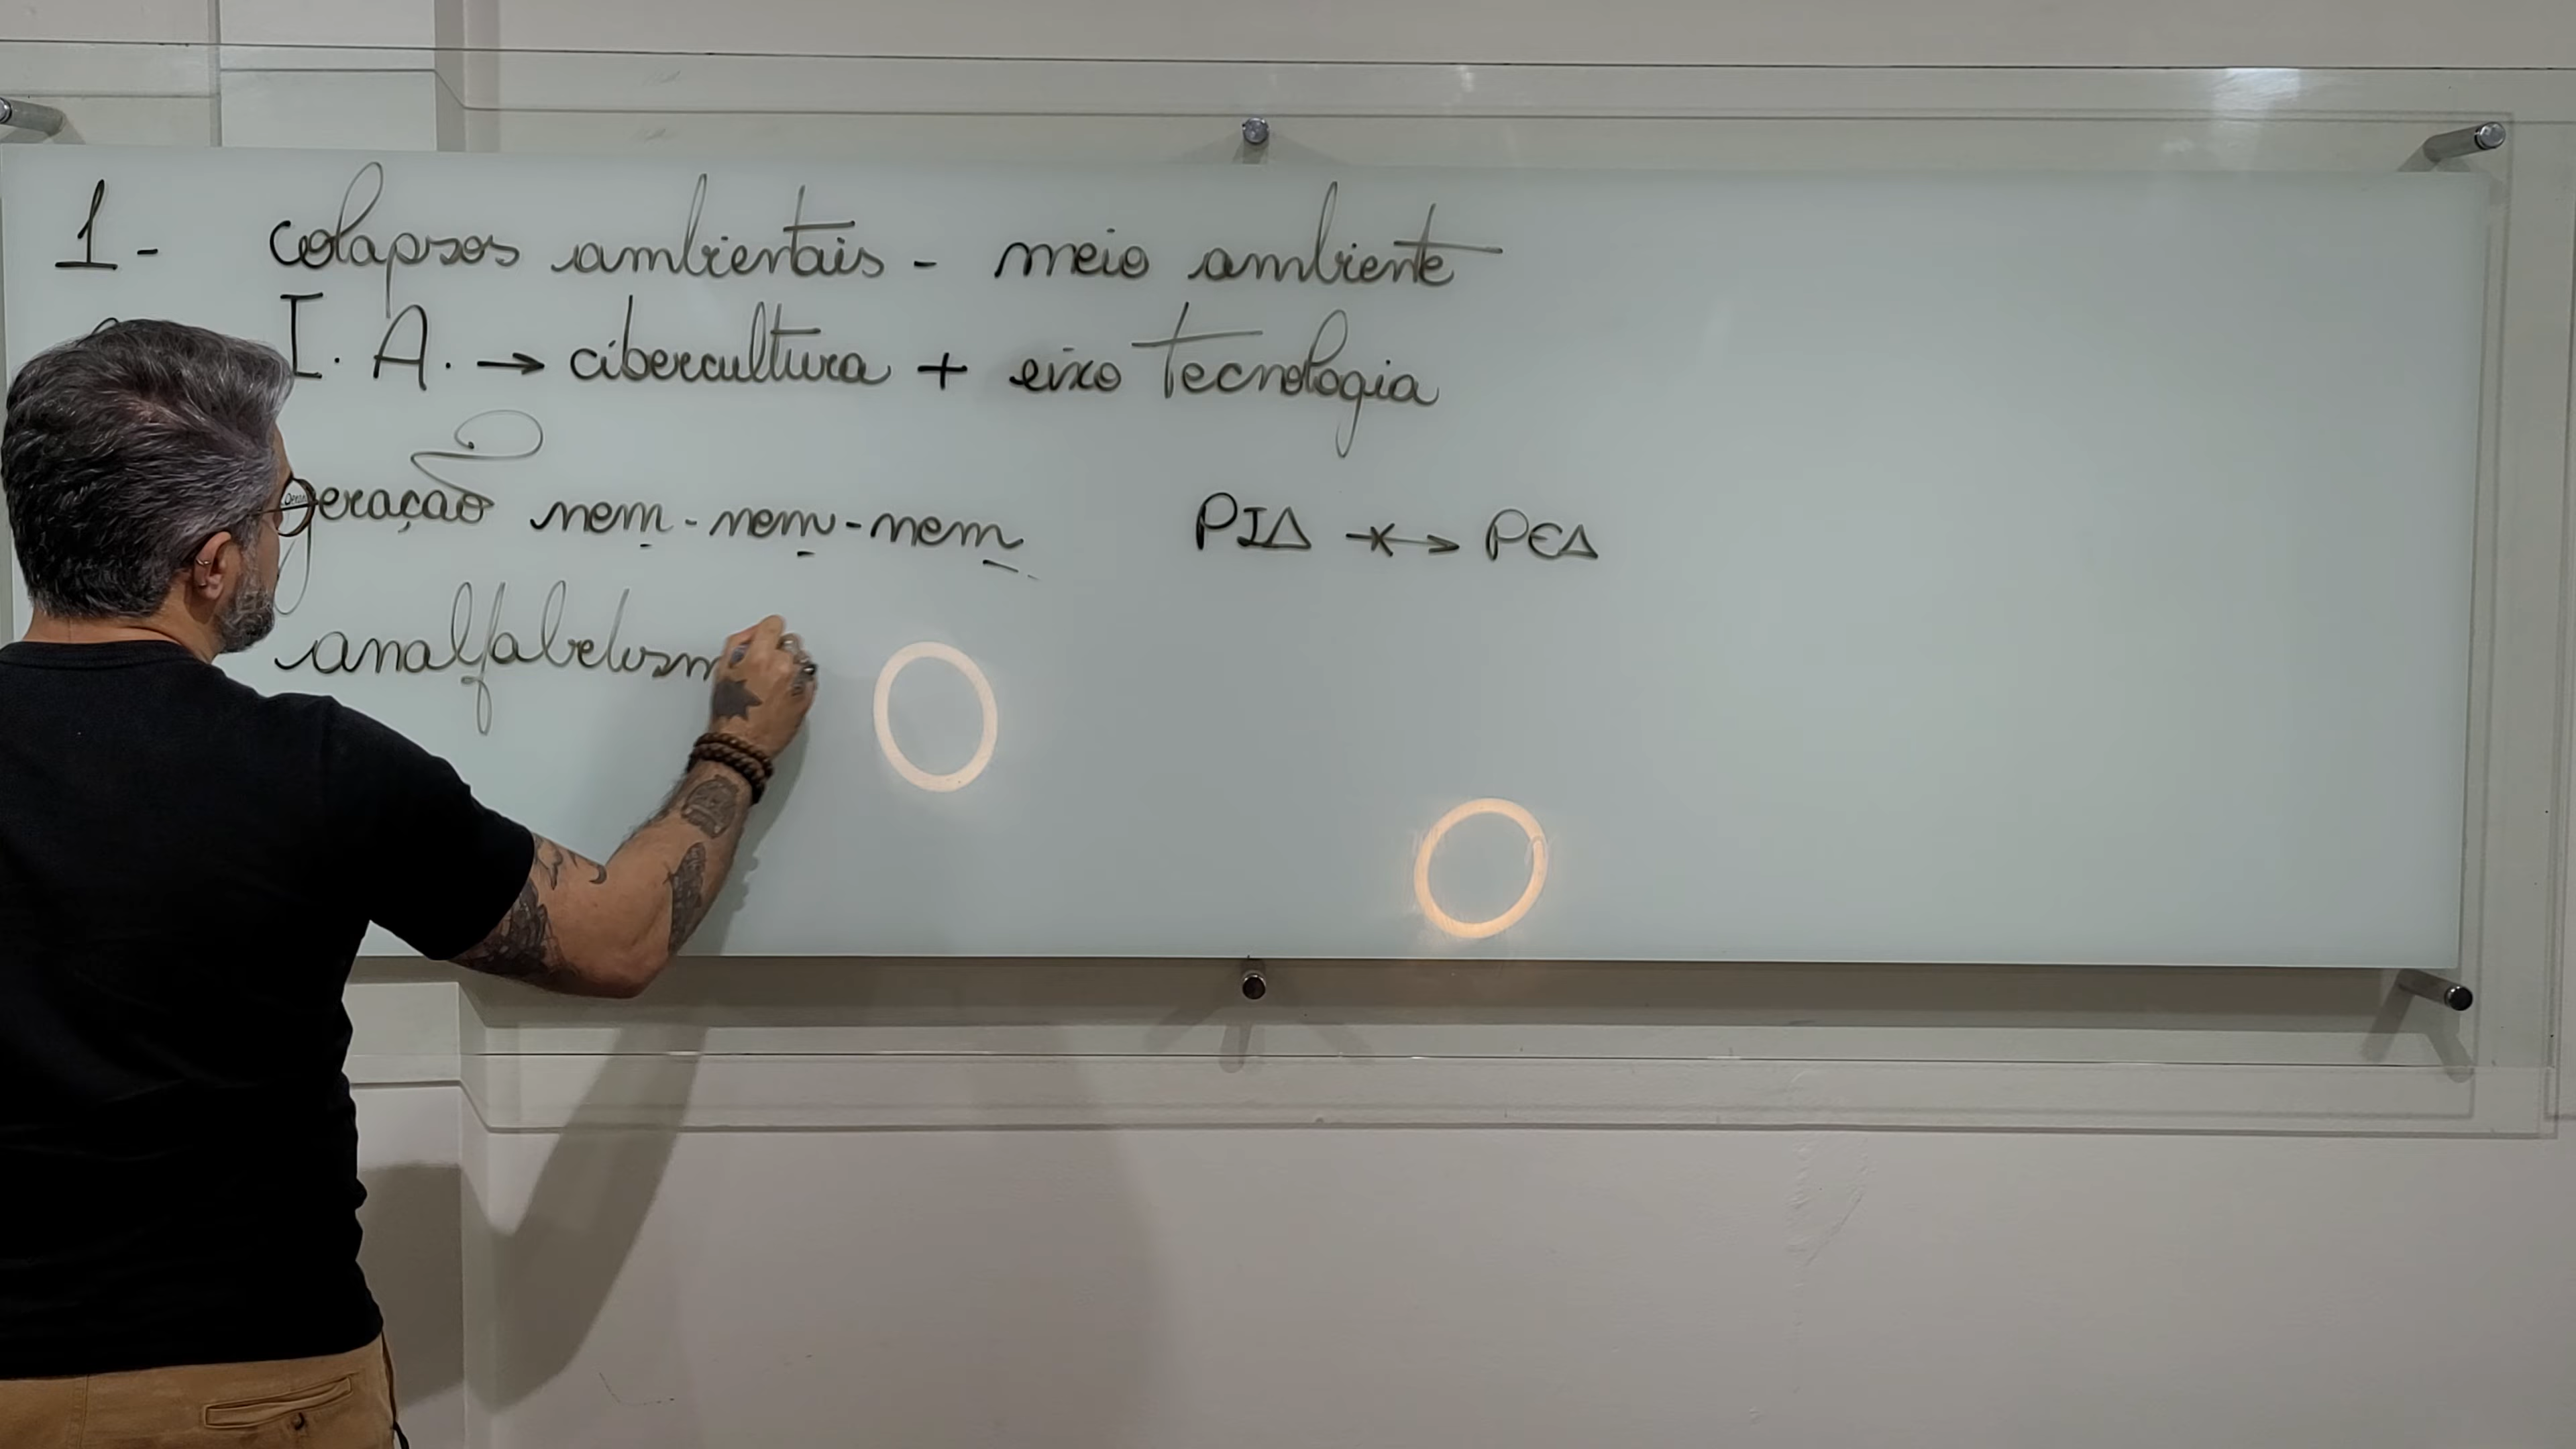 1- colapsos ambientais - meio ambiente
I. A. → cibercultura + eixo Tecnologia
geração nem-nem-nem PIA -x-> PEA
analfabetism